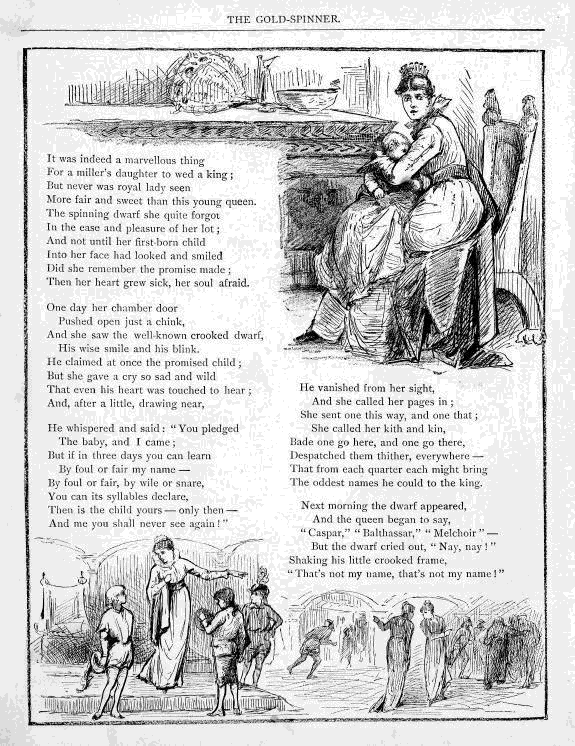 THE GOLD-SPINNER.
It was indeed a marvellous thing
For a miller's daughter to wed a king;
But never was royal lady seen
More fair and sweet than this young queen.
The spinning dwarf she quite forgot
In the ease and pleasure of her lot;
And not until her first-born child
Into her face had looked and smiled
Did she remember the promise made;
Then her heart grew sick, her soul afraid.
One day her chamber door
Pushed open just a chink,
And she saw the well-known crooked dwarf,
His wise smile and his blink.
He claimed at once the promised child;
But she gave a cry so sad and wild
That even his heart was touched to hear;
And, after a little, drawing near,
He whispered and said: "You pledged
The baby, and I came;
But if in three days you can learn
By foul or fair my name—
By foul or fair, by wile or snare,
You can its syllables declare,
Then is the child yours—only then—
And me you shall never see again!"
He vanished from her sight,
And she called her pages in;
She sent one this way, and one that;
She called her kith and kin,
Bade one go here, and one go there,
Despatched them thither, everywhere—
That from each quarter each might bring
The oddest names he could to the king.
Next morning the dwarf appeared,
And the queen began to say,
"Caspar," "Balthassar," "Melchoir"—
But the dwarf cried out, "Nay, nay!"
Shaking his little crooked frame,
"That's not my name, that's not my name!"